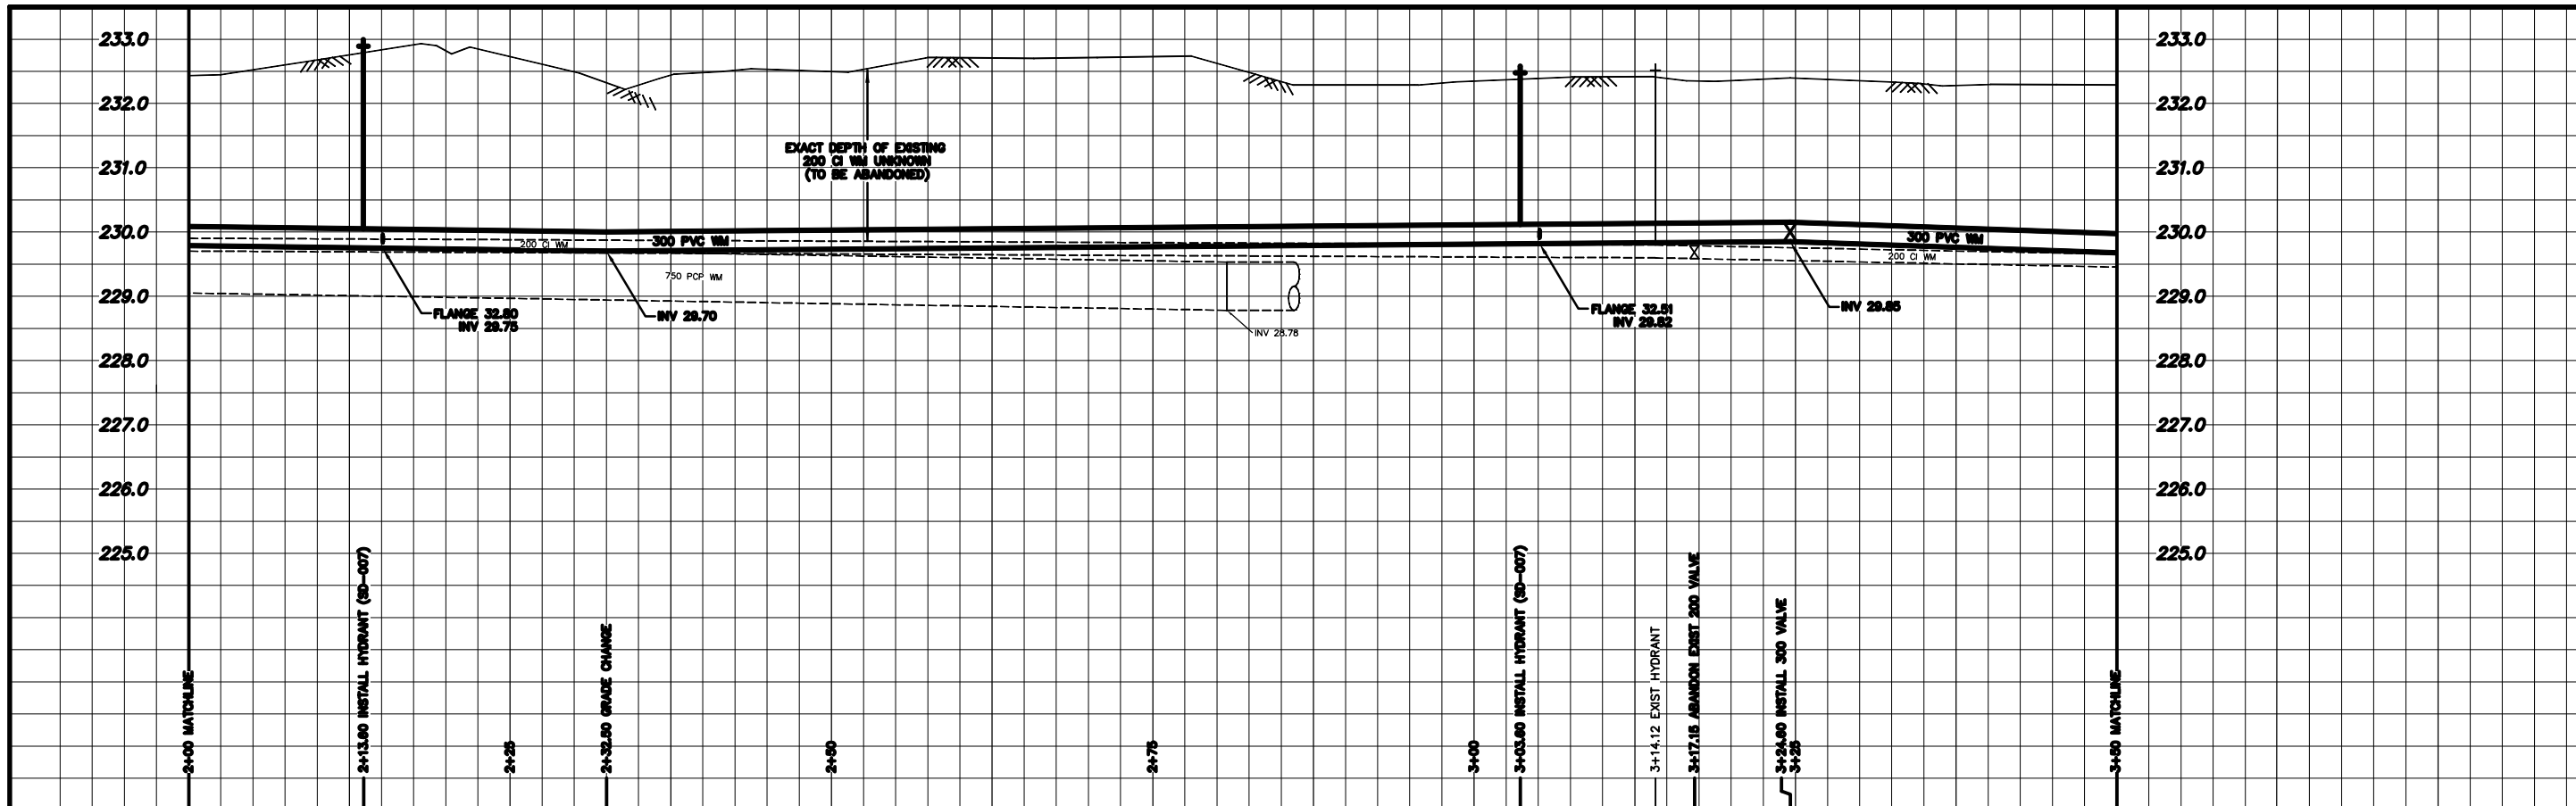 233.0
232.0
231.0
230.0
229.0
228.0
227.0
226.0
225.0
EXACT DEPTH OF EXISTING
200 CI WM UNKNOWN
(TO BE ABANDONED)
200 CI WM
300 PVC WM
750 PCP WM
FLANGE 32.80
INV 29.75
INV 29.70
INV 28.78
FLANGE 32.51
INV 29.82
INV 29.85
300 PVC WM
200 CI WM
233.0
232.0
231.0
230.0
229.0
228.0
227.0
226.0
225.0
2+00 MATCHLINE
2+13.60 INSTALL HYDRANT (SD-007)
2+25
2+32.50 GRADE CHANGE
2+50
2+75
3+00
3+03.60 INSTALL HYDRANT (SD-007)
3+14.12 EXIST HYDRANT
3+17.15 ABANDON EXIST 200 VALVE
3+24.60 INSTALL 300 VALVE
3+25
3+50 MATCHLINE